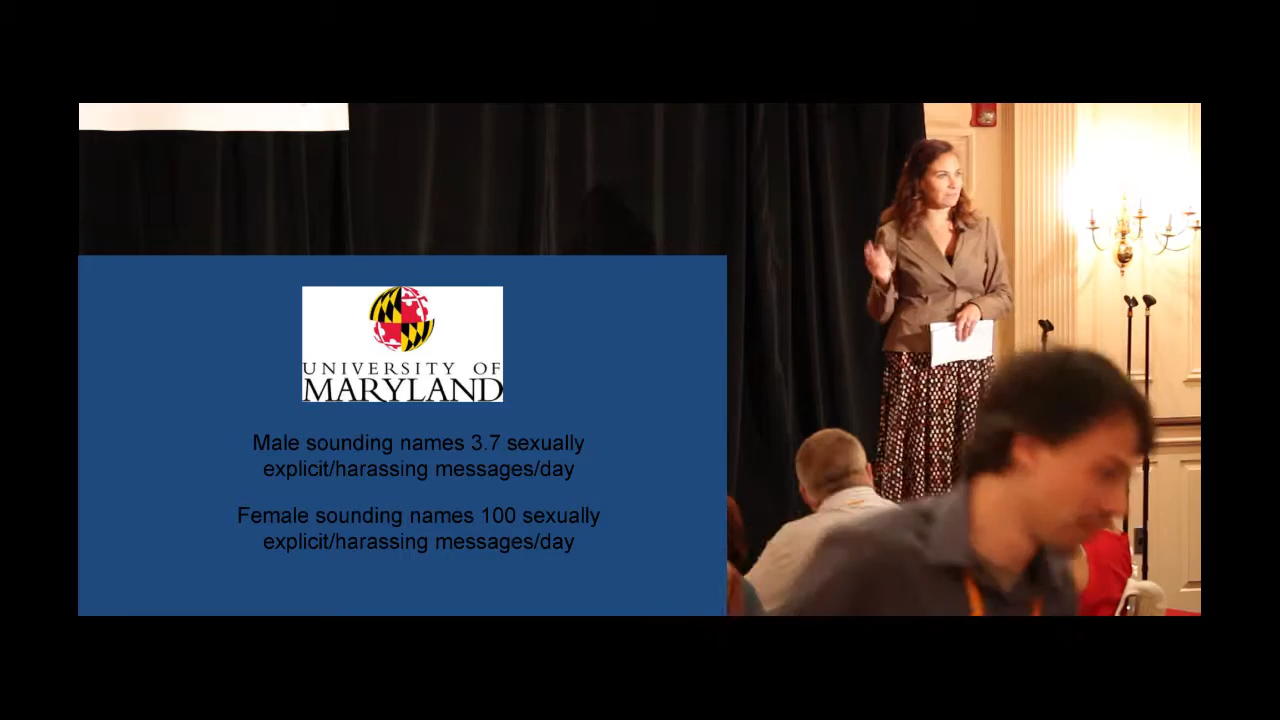 UNIVERSITY OF
MARYLAND
Male sounding names 3.7 sexually
explicit/harassing messages/day
Female sounding names 100 sexually
explicit/harassing messages/day